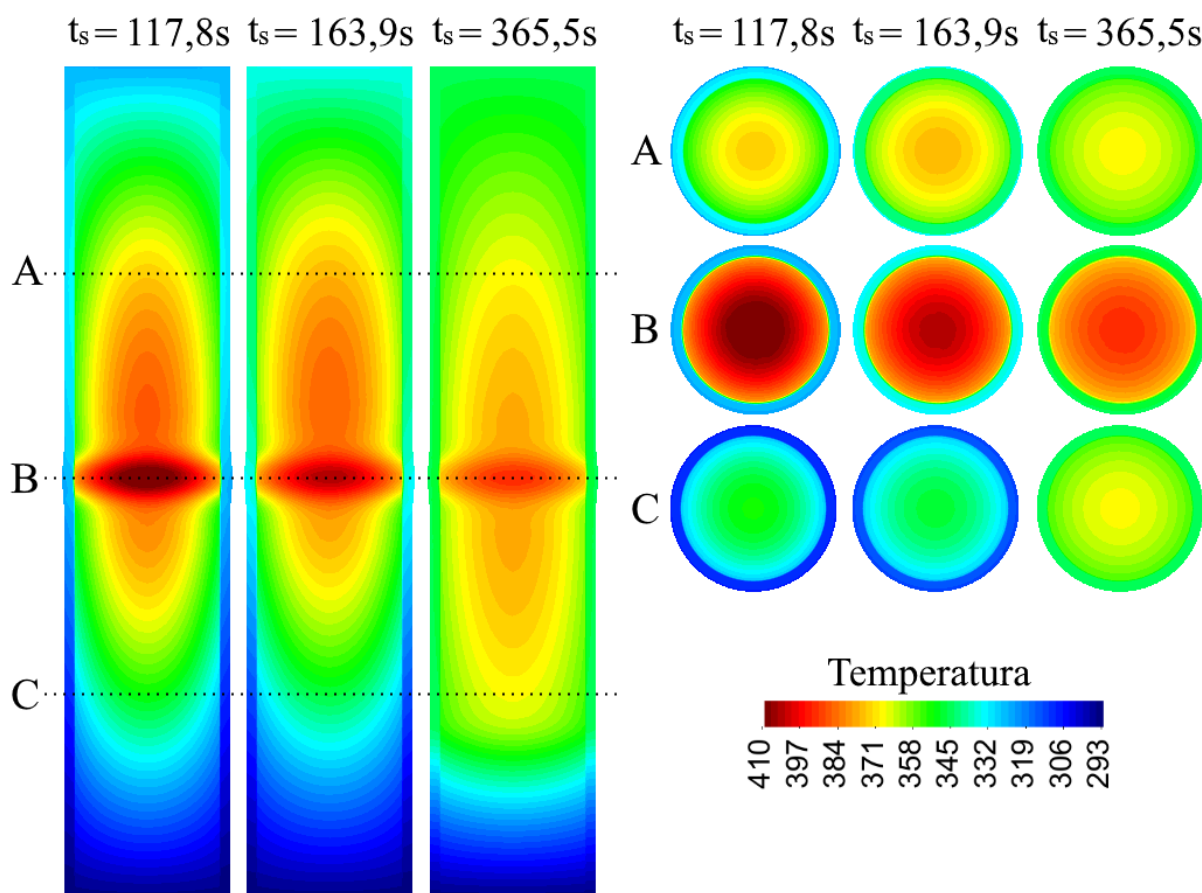 tₛ = 117,8s tₛ = 163,9s tₛ = 365,5s
tₛ = 117,8s tₛ = 163,9s tₛ = 365,5s
A
B
C
A
B
C
Temperatura
410 397 384 371 358 345 332 319 306 293